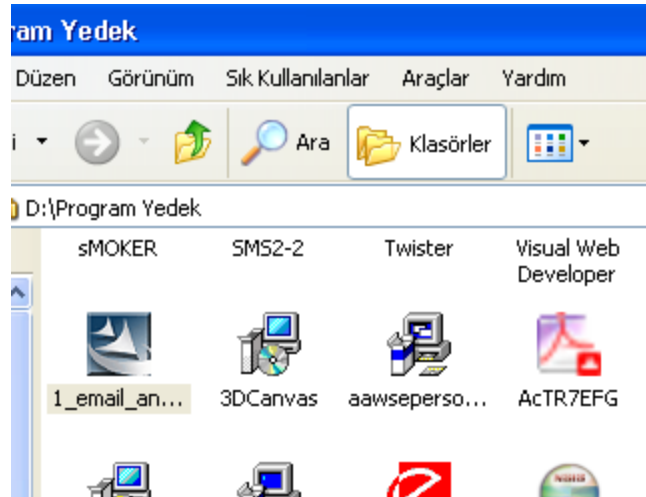 ram Yedek
Düzen Görünüm Sık Kullanılanlar Araçlar Yardım
i Ara Klasörler
D:\Program Yedek
sMOKER SMS2-2 Twister Visual Web
Developer
1_email_an... 3DCanvas aawseperso... AcTR7EFG